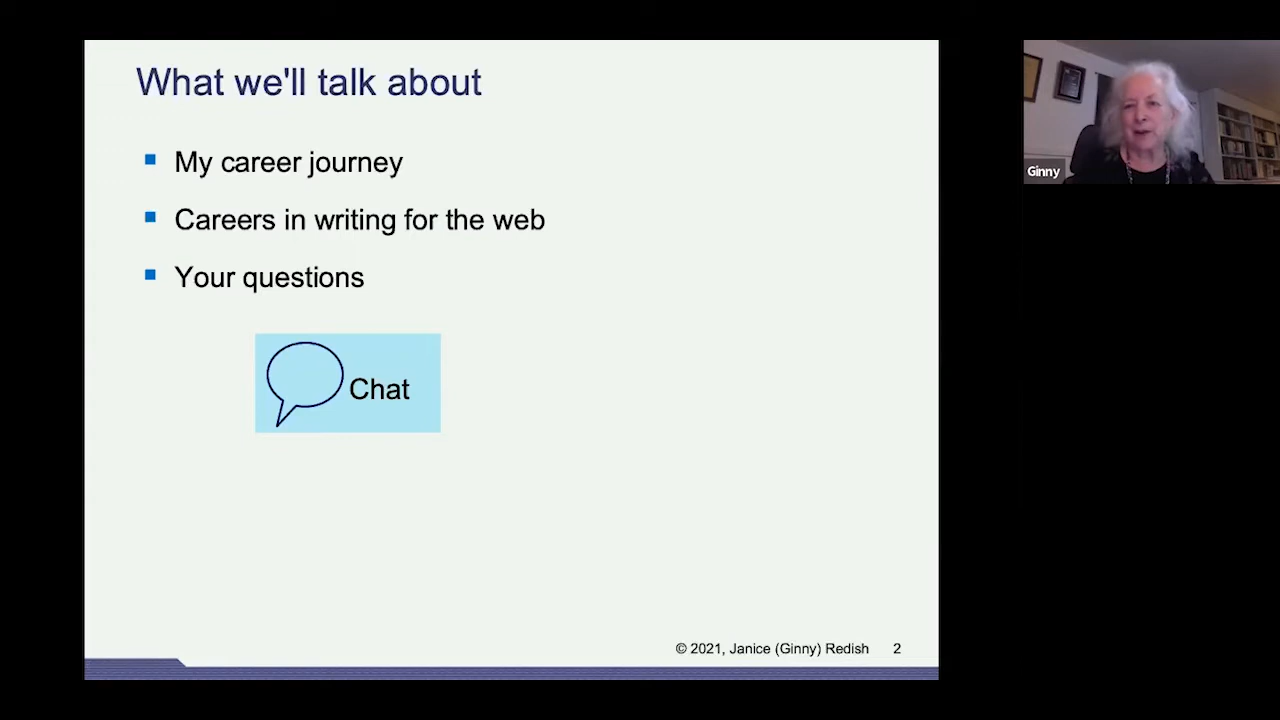 What we'll talk about
My career journey
Careers in writing for the web
Your questions
Chat
© 2021, Janice (Ginny) Redish 2
Ginny